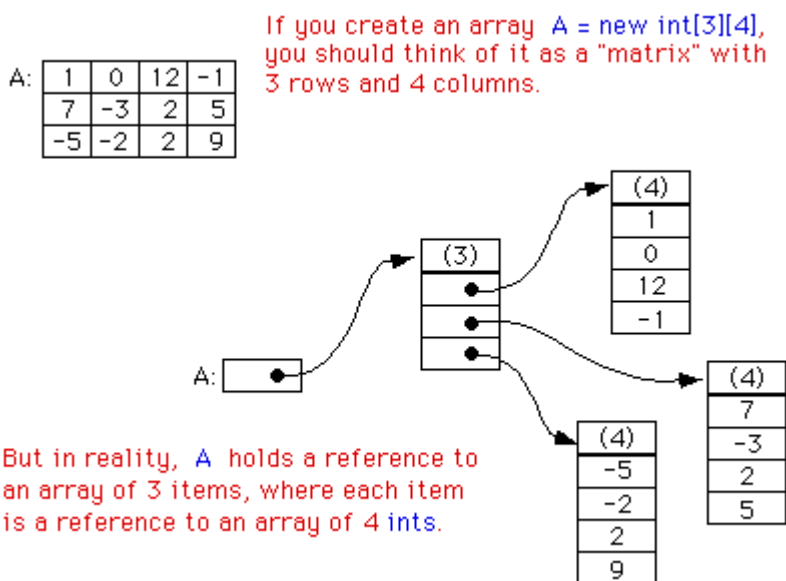 If you create an array A = new int[3][4],
you should think of it as a "matrix" with
3 rows and 4 columns.
A:
1 0 12 -1
7 -3 2 5
-5 -2 2 9
(4)
1
0
12
-1
(3)
A:
(4)
7
-3
2
5
(4)
-5
-2
2
9
But in reality, A holds a reference to
an array of 3 items, where each item
is a reference to an array of 4 ints.